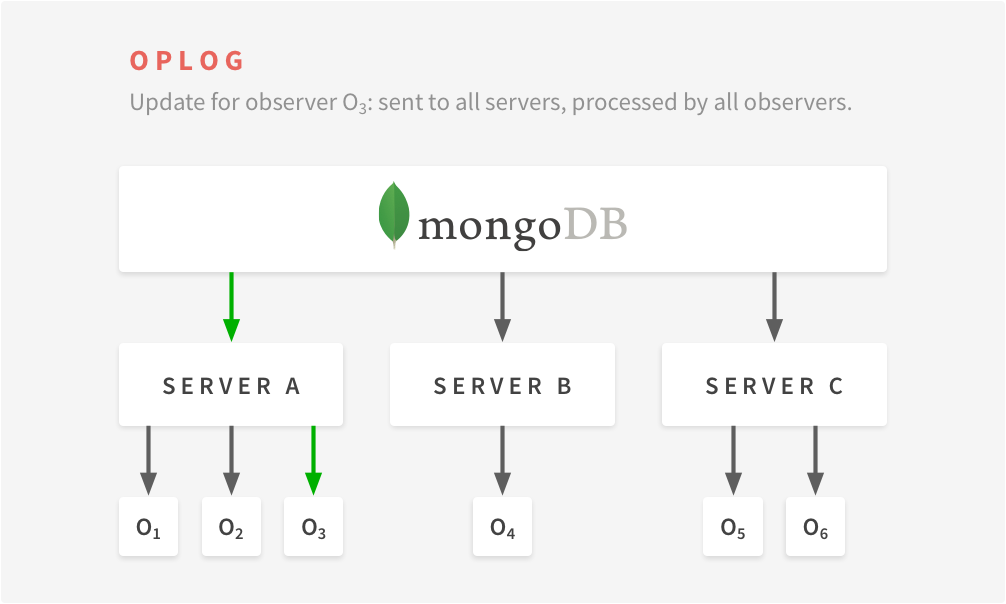 OPLOG
Update for observer O₃: sent to all servers, processed by all observers.
mongoDB
SERVER A
SERVER B
SERVER C
O₁
O₂
O₃
O₄
O₅
O₆